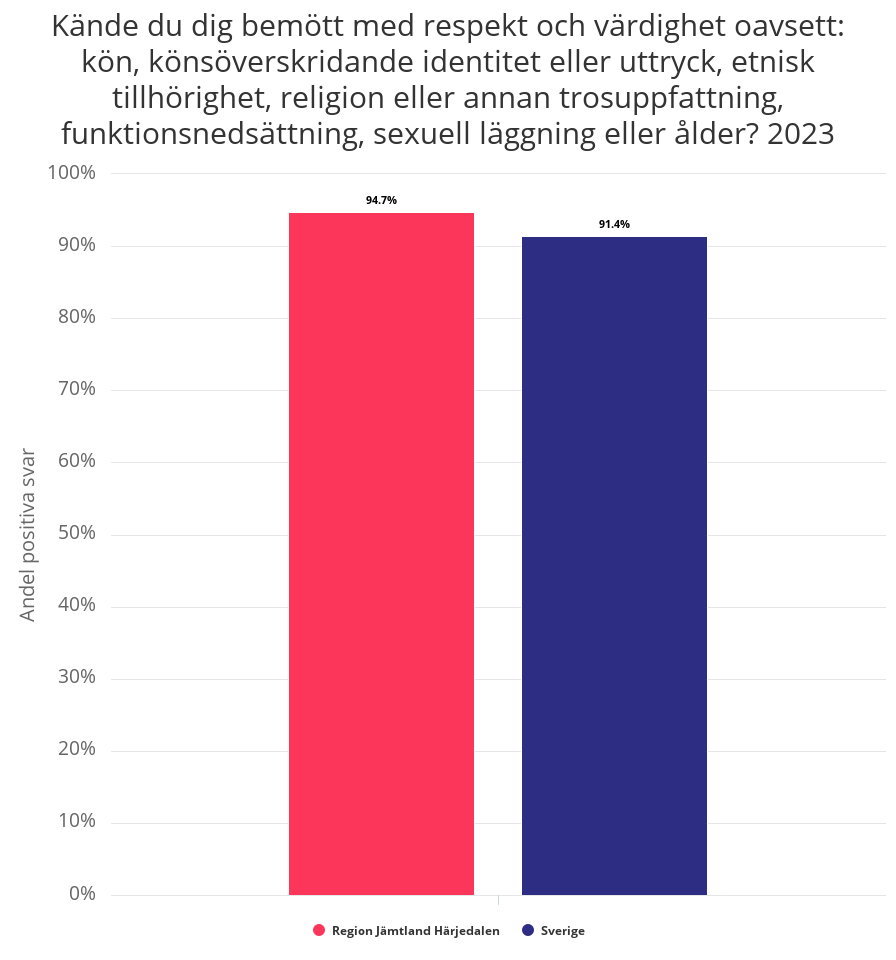 Kände du dig bemött med respekt och värdighet oavsett:
kön, könsöverskridande identitet eller uttryck, etnisk
tillhörighet, religion eller annan trosuppfattning,
funktionsnedsättning, sexuell läggning eller ålder? 2023
100%
94.7%
91.4%
90%
80%
70%
60%
50%
40%
30%
20%
10%
0%
Andel positiva svar
Region Jämtland Härjedalen
Sverige